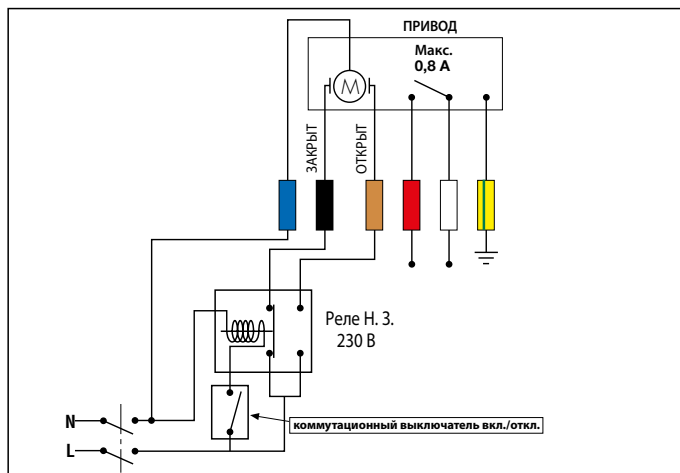 ПРИВОД
Макс.
0,8 А
M
ЗАКРЫТ
ОТКРЫТ
Реле Н. З.
230 В
N
коммутационный выключатель вкл./откл.
L